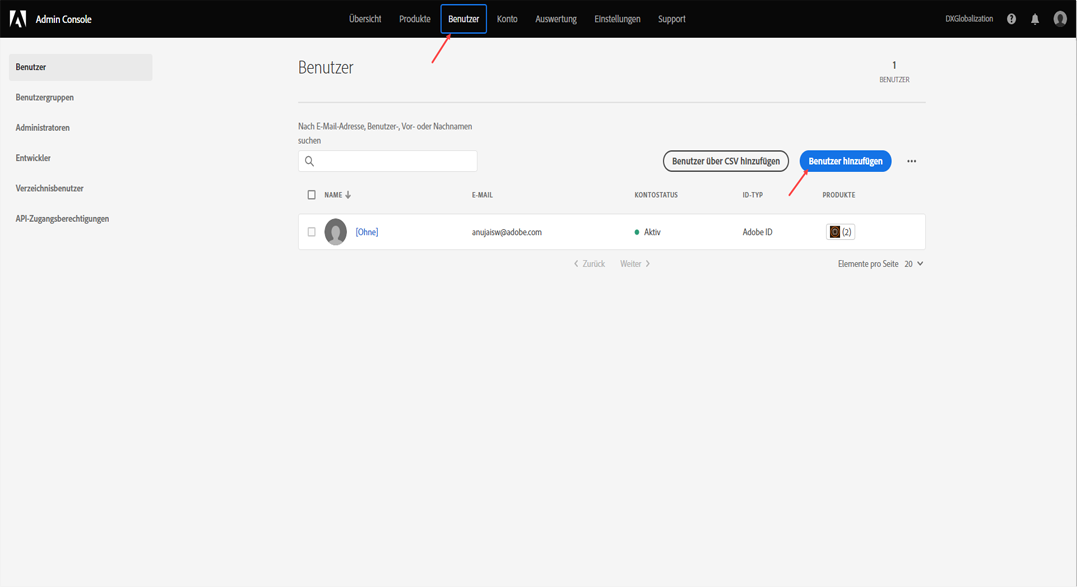 Admin Console
Übersicht Produkte Benutzer Konto Auswertung Einstellungen Support
DXGlobalization
Benutzer
Benutzergruppen
Administratoren
Entwickler
Verzeichnisbenutzer
API-Zugangsberechtigungen
Benutzer
1
BENUTZER
Nach E-Mail-Adresse, Benutzer-, Vor- oder Nachnamen
suchen
Benutzer über CSV hinzufügen Benutzer hinzufügen
NAME E-MAIL KONTOSTATUS ID-TYP PRODUKTE
[Ohne] anujaisw@adobe.com Aktiv Adobe ID (2)
Zurück Weiter Elemente pro Seite 20